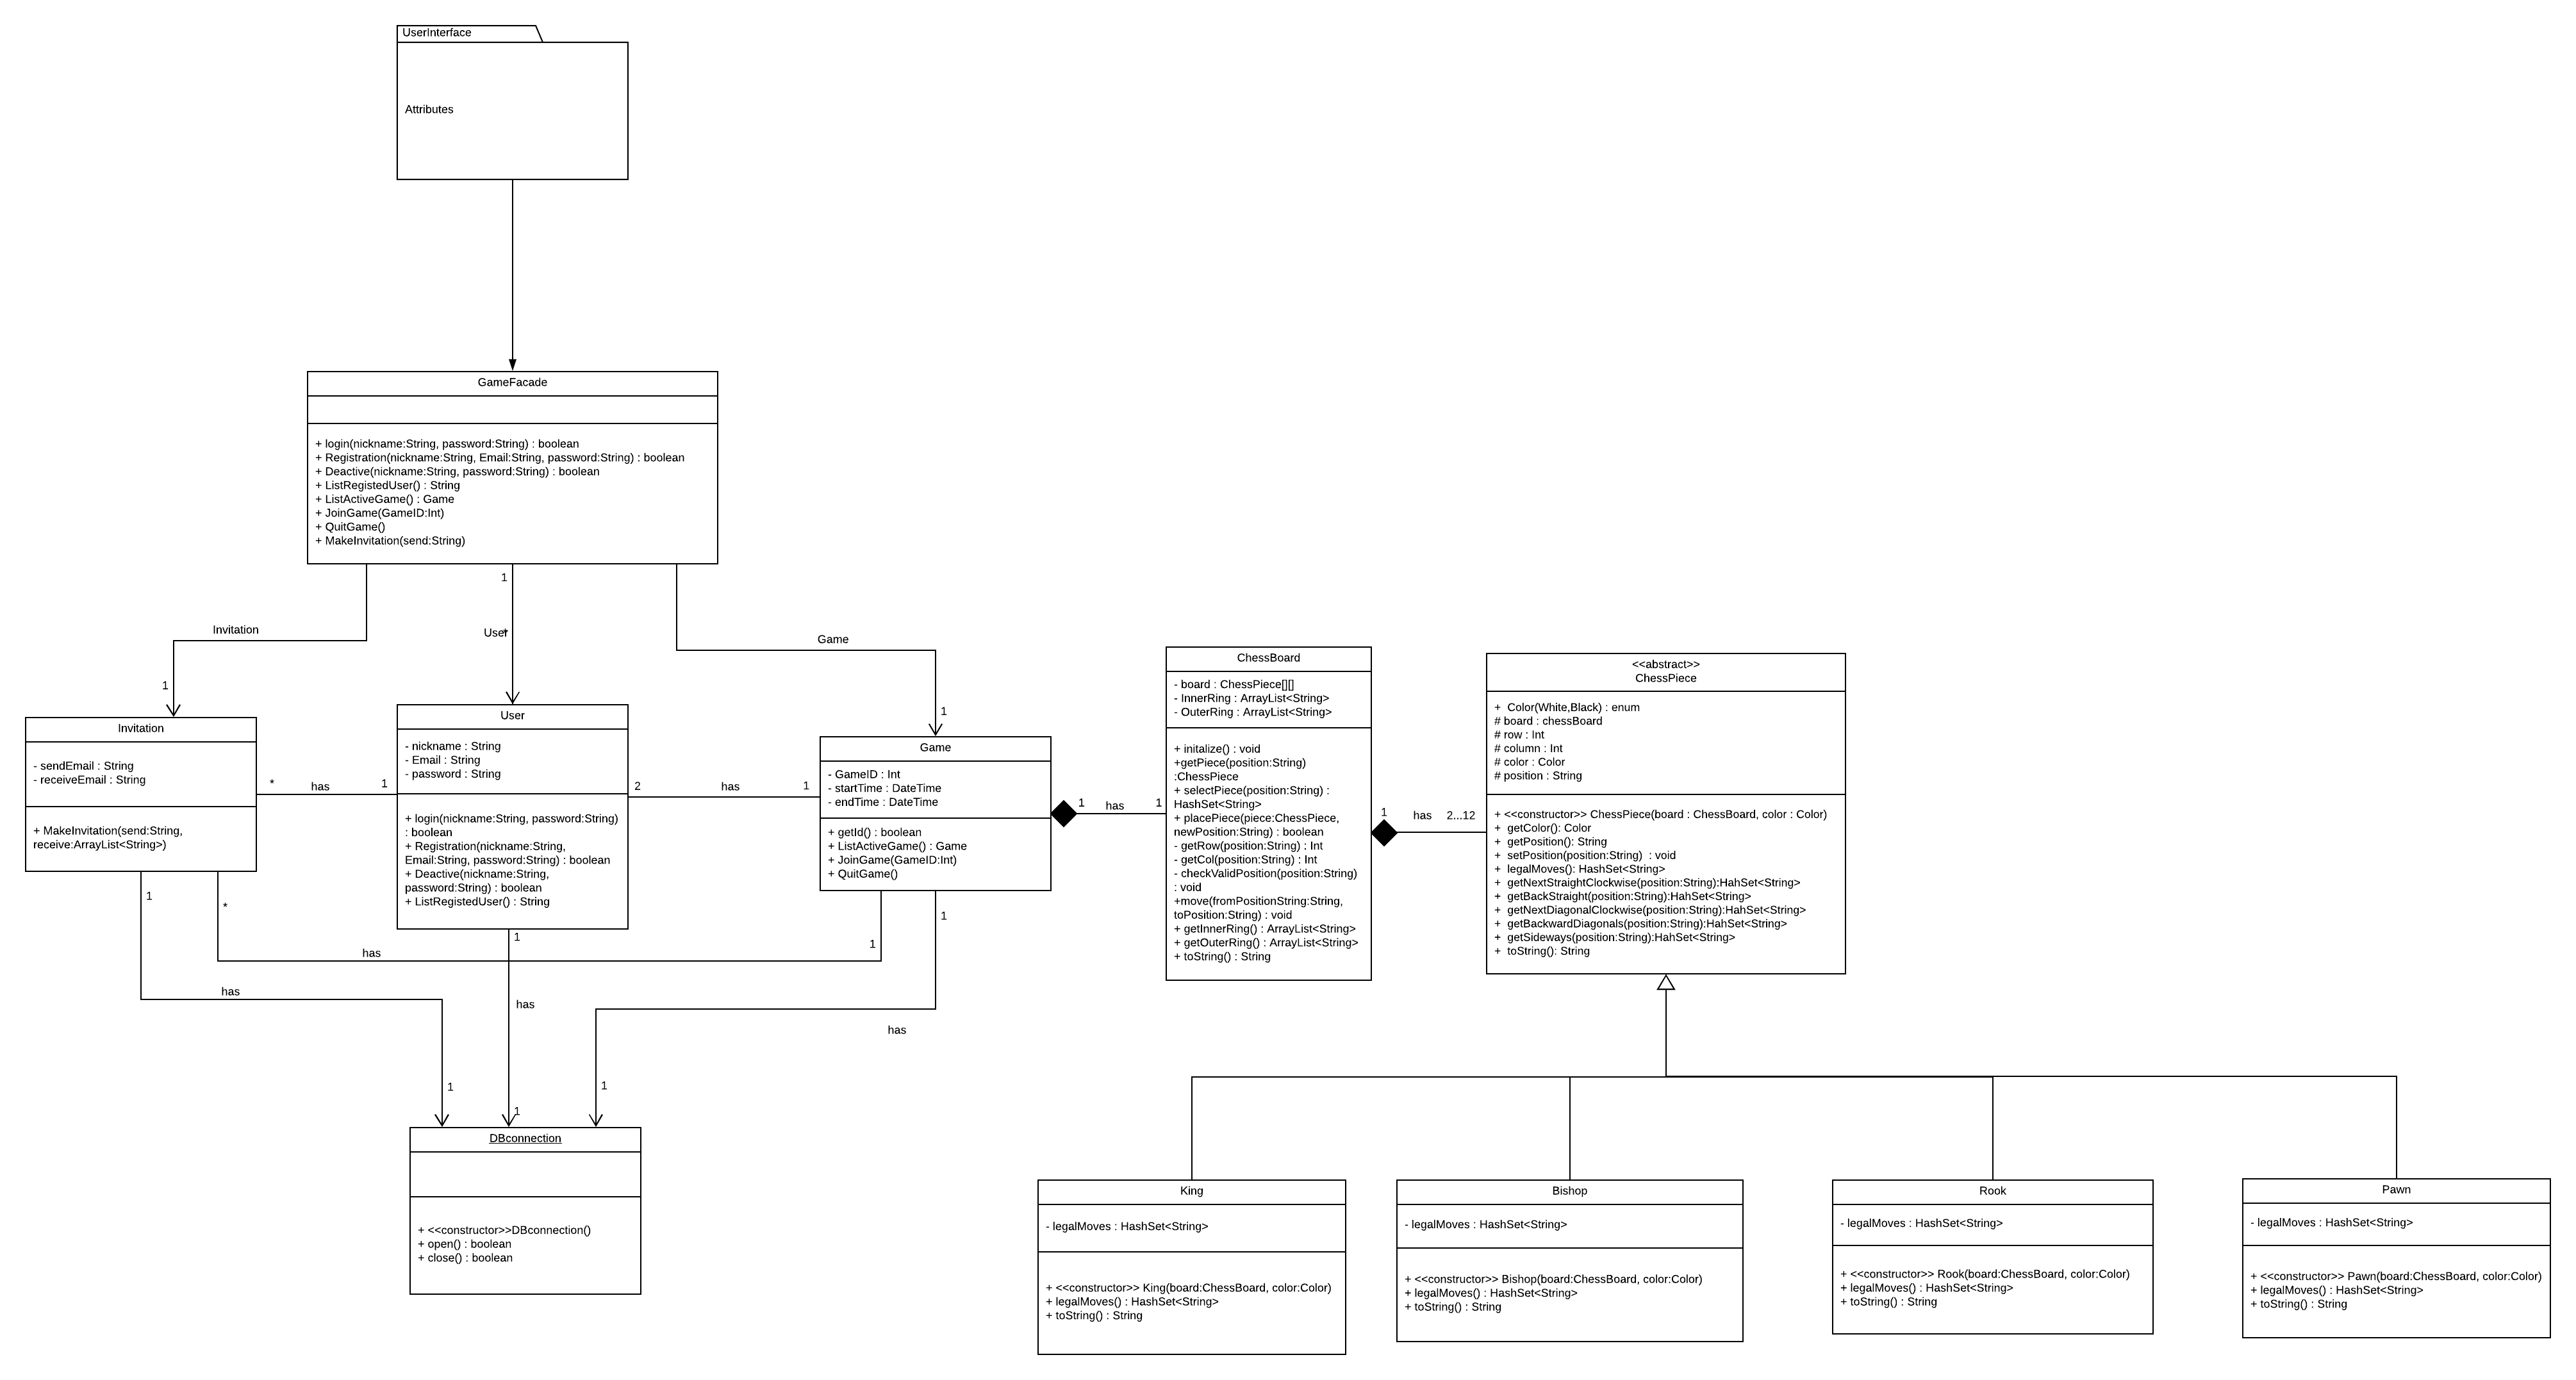 UserInterface
Attributes
GameFacade
+ login(nickname:String, password:String) : boolean
+ Registration(nickname:String, Email:String, password:String) : boolean
+ Deactive(nickname:String, password:String) : boolean
+ ListRegistedUser() : String
+ ListActiveGame() : Game
+ JoinGame(GameID:Int)
+ QuitGame()
+ MakeInvitation(send:String)
Invitation
1
1
User
*
Game
1
Invitation
- sendEmail : String
- receiveEmail : String
+ MakeInvitation(send:String,
receive:ArrayList<String>)
* has 1
User
- nickname : String
- Email : String
- password : String
+ login(nickname:String, password:String)
: boolean
+ Registration(nickname:String,
Email:String, password:String) : boolean
+ Deactive(nickname:String,
password:String) : boolean
+ ListRegistedUser() : String
2 has 1
Game
- GameID : Int
- startTime : DateTime
- endTime : DateTime
+ getId() : boolean
+ ListActiveGame() : Game
+ JoinGame(GameID:Int)
+ QuitGame()
1 has 1
ChessBoard
- board : ChessPiece[][]
- InnerRing : ArrayList<String>
- OuterRing : ArrayList<String>
+ initalize() : void
+getPiece(position:String)
:ChessPiece
+ selectPiece(position:String) :
HashSet<String>
+ placePiece(piece:ChessPiece,
newPosition:String) : boolean
- getRow(position:String) : Int
- getCol(position:String) : Int
- checkValidPosition(position:String)
: void
+move(fromPositionString:String,
toPosition:String) : void
+ getInnerRing() : ArrayList<String>
+ getOuterRing() : ArrayList<String>
+ toString() : String
1 has 2...12
<<abstract>>
ChessPiece
+ Color(White,Black) : enum
# board : chessBoard
# row : Int
# column : Int
# color : Color
# position : String
+ <<constructor>> ChessPiece(board : ChessBoard, color : Color)
+ getColor(): Color
+ getPosition(): String
+ setPosition(position:String) : void
+ legalMoves(): HashSet<String>
+ getNextStraightClockwise(position:String):HahSet<String>
+ getBackStraight(position:String):HahSet<String>
+ getNextDiagonalClockwise(position:String):HahSet<String>
+ getBackwardDiagonals(position:String):HahSet<String>
+ getSideways(position:String):HahSet<String>
+ toString(): String
1
*
has
1
1
has
1
1
has
1
1
has
1
DBconnection
+ <<constructor>>DBconnection()
+ open() : boolean
+ close() : boolean
King
- legalMoves : HashSet<String>
+ <<constructor>> King(board:ChessBoard, color:Color)
+ legalMoves() : HashSet<String>
+ toString() : String
Bishop
- legalMoves : HashSet<String>
+ <<constructor>> Bishop(board:ChessBoard, color:Color)
+ legalMoves() : HashSet<String>
+ toString() : String
Rook
- legalMoves : HashSet<String>
+ <<constructor>> Rook(board:ChessBoard, color:Color)
+ legalMoves() : HashSet<String>
+ toString() : String
Pawn
- legalMoves : HashSet<String>
+ <<constructor>> Pawn(board:ChessBoard, color:Color)
+ legalMoves() : HashSet<String>
+ toString() : String